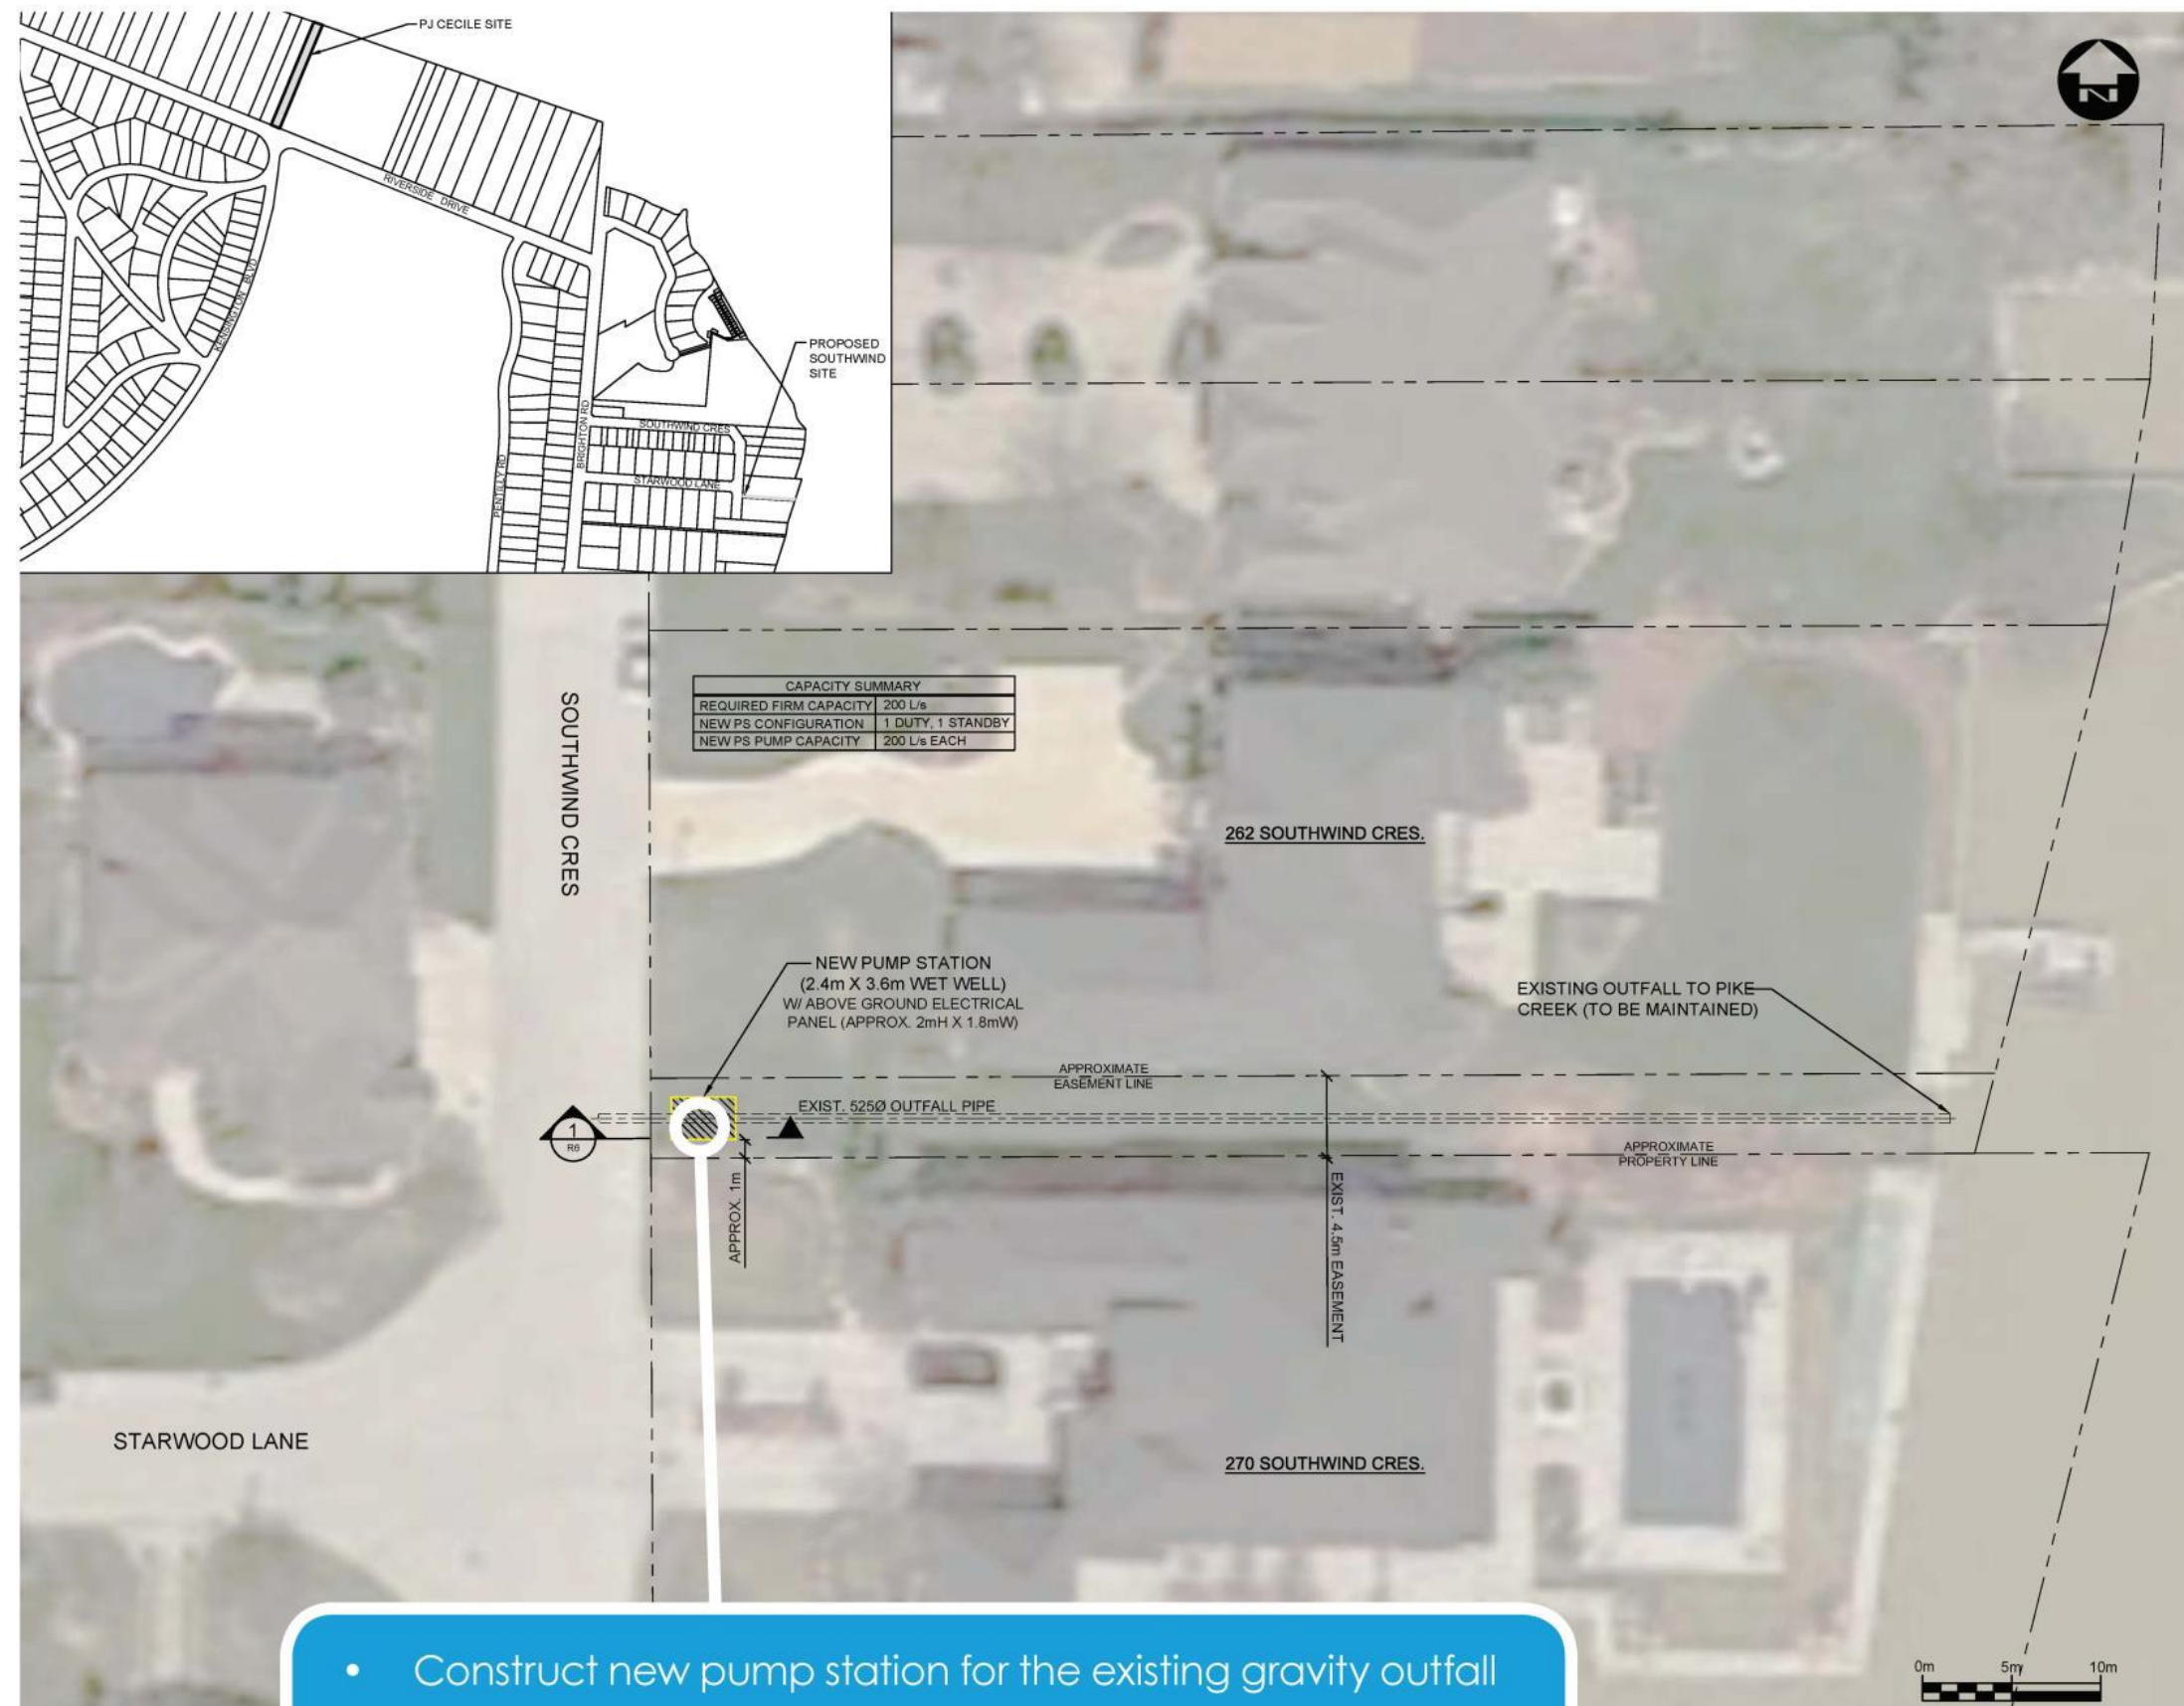 PJ CECILE SITE
RIVERSIDE DRIVE
KENSINGTON BLVD
PROPOSED
SOUTHWIND
SITE
BRIGHTON RD
SOUTHWIND CRES
PENTILLY RD
STARWOOD LANE
N
SOUTHWIND CRES
CAPACITY SUMMARY
REQUIRED FIRM CAPACITY 200 L/s
NEW PS CONFIGURATION 1 DUTY, 1 STANDBY
NEW PS PUMP CAPACITY 200 L/s EACH
262 SOUTHWIND CRES.
NEW PUMP STATION
(2.4m X 3.6m WET WELL)
W/ ABOVE GROUND ELECTRICAL
PANEL (APPROX. 2mH X 1.8mW)
EXISTING OUTFALL TO PIKE
CREEK (TO BE MAINTAINED)
APPROXIMATE
EASEMENT LINE
EXIST. 525Ø OUTFALL PIPE
1
R6
APPROXIMATE
PROPERTY LINE
APPROX. 1m
EXIST. 4.5m EASEMENT
STARWOOD LANE
270 SOUTHWIND CRES.
• Construct new pump station for the existing gravity outfall
0m 5m 10m